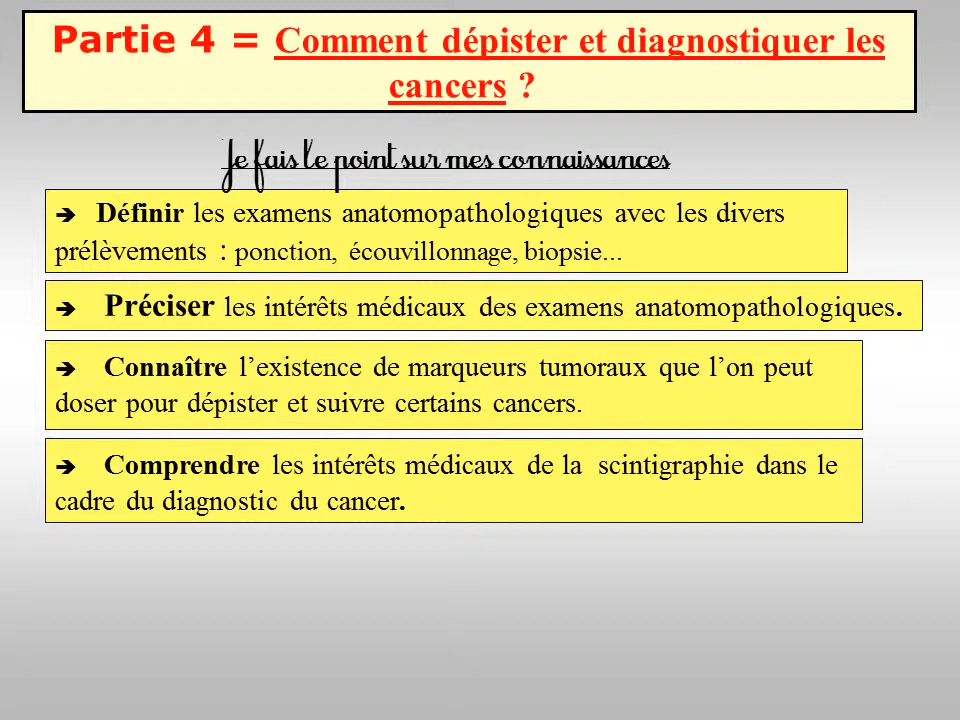 Partie 4 = Comment dépister et diagnostiquer les
cancers ?
Je fais le point sur mes connaissances
➔ Définir les examens anatomopathologiques avec les divers
prélèvements : ponction, écouvillonnage, biopsie...
➔ Préciser les intérêts médicaux des examens anatomopathologiques.
➔ Connaître l’existence de marqueurs tumoraux que l’on peut
doser pour dépister et suivre certains cancers.
➔ Comprendre les intérêts médicaux de la scintigraphie dans le
cadre du diagnostic du cancer.